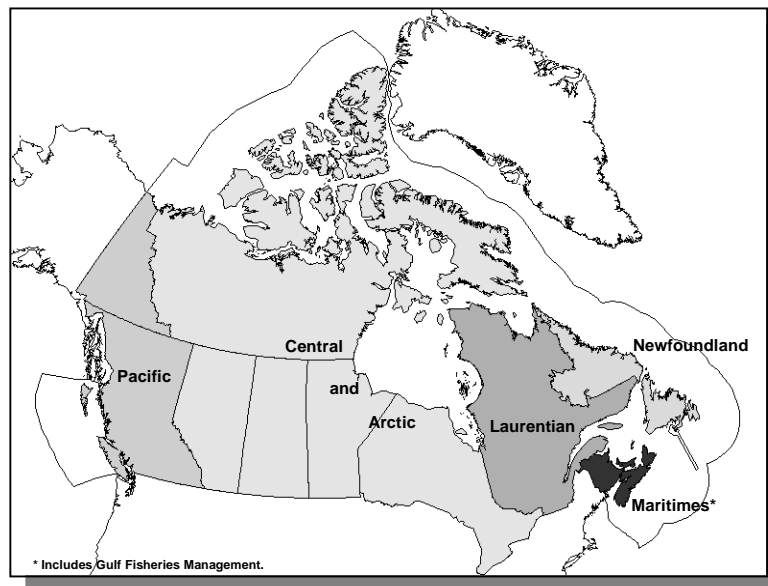 Newfoundland
Central
Pacific
and
Arctic
Laurentian
Maritimes*
* Includes Gulf Fisheries Management.